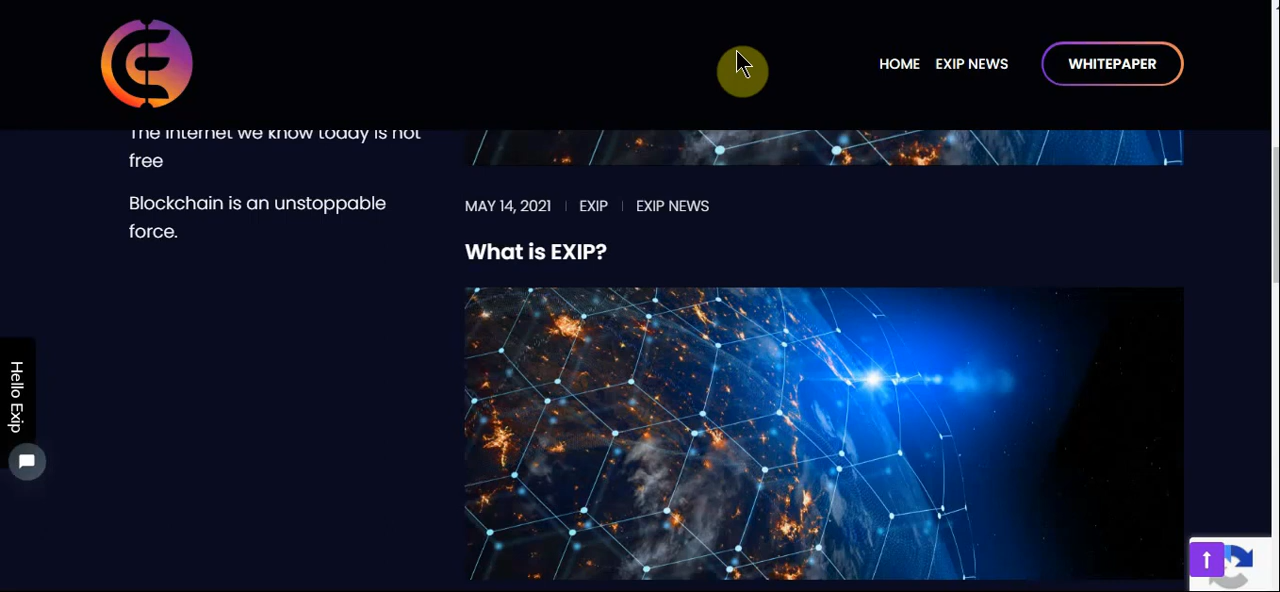 HOME EXIP NEWS WHITEPAPER
The Internet we know today is not
free
Blockchain is an unstoppable
force.
MAY 14, 2021 | EXIP | EXIP NEWS
What is EXIP?
Hello Exip